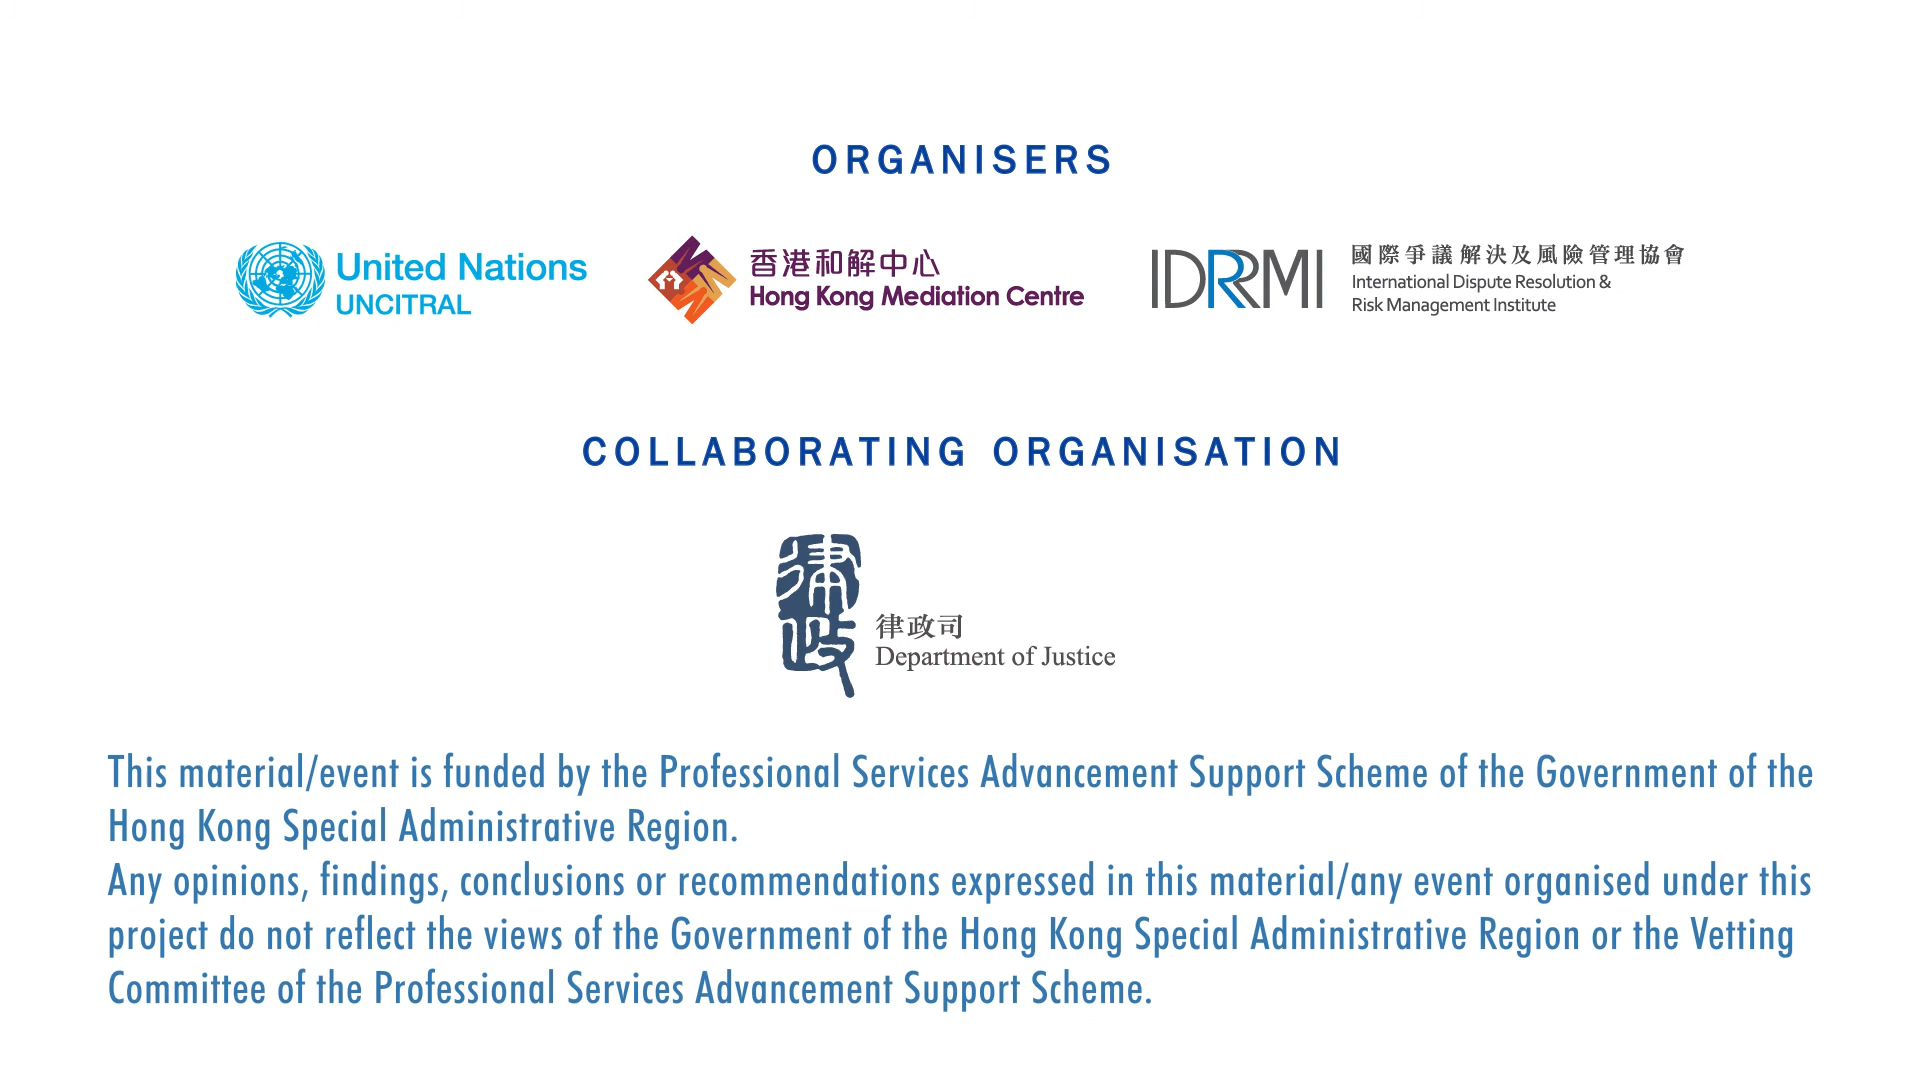 ORGANISERS
United Nations
UNCITRAL
香港和解中心
Hong Kong Mediation Centre
IDRRMI
國際爭議解決及風險管理協會
International Dispute Resolution &
Risk Management Institute
COLLABORATING ORGANISATION
律政
律政司
Department of Justice
This material/event is funded by the Professional Services Advancement Support Scheme of the Government of the
Hong Kong Special Administrative Region.
Any opinions, findings, conclusions or recommendations expressed in this material/any event organised under this
project do not reflect the views of the Government of the Hong Kong Special Administrative Region or the Vetting
Committee of the Professional Services Advancement Support Scheme.